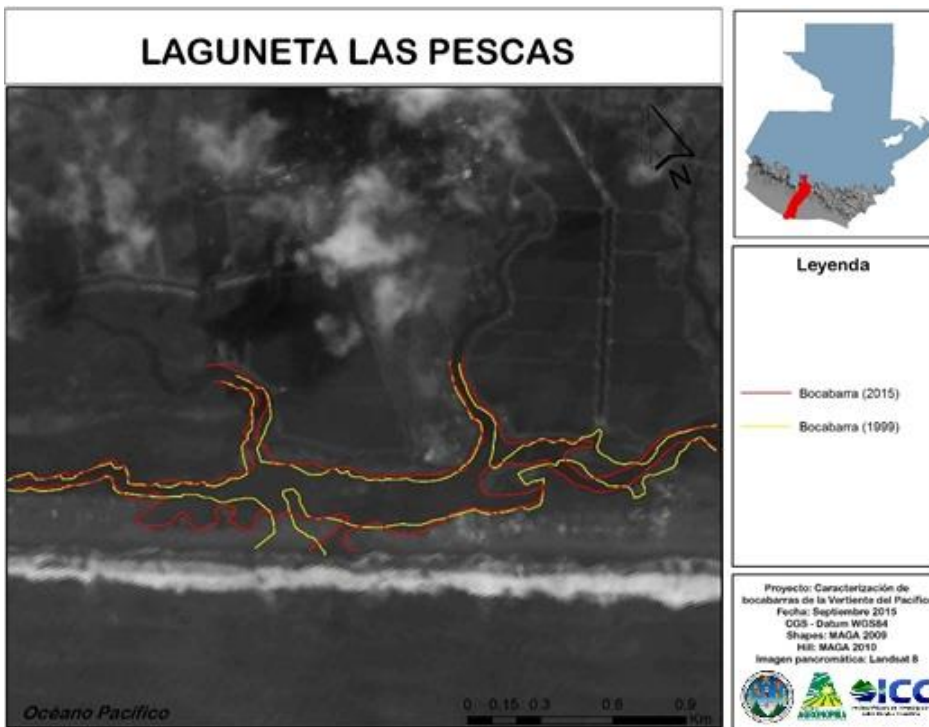 LAGUNETA LAS PESCAS
N
Océano Pacífico
0 0.15 0.3 0.6 0.9
Km
Leyenda
Bocabarra (2015)
Bocabarra (1999)
Proyecto: Caracterización de
bocabarras de la Vertiente del Pacífico
Fecha: Septiembre 2015
CGS - Datum WGS84
Shapes: MAGA 2009
Hill: MAGA 2010
Imagen panoromática: Landsat 8
ICC